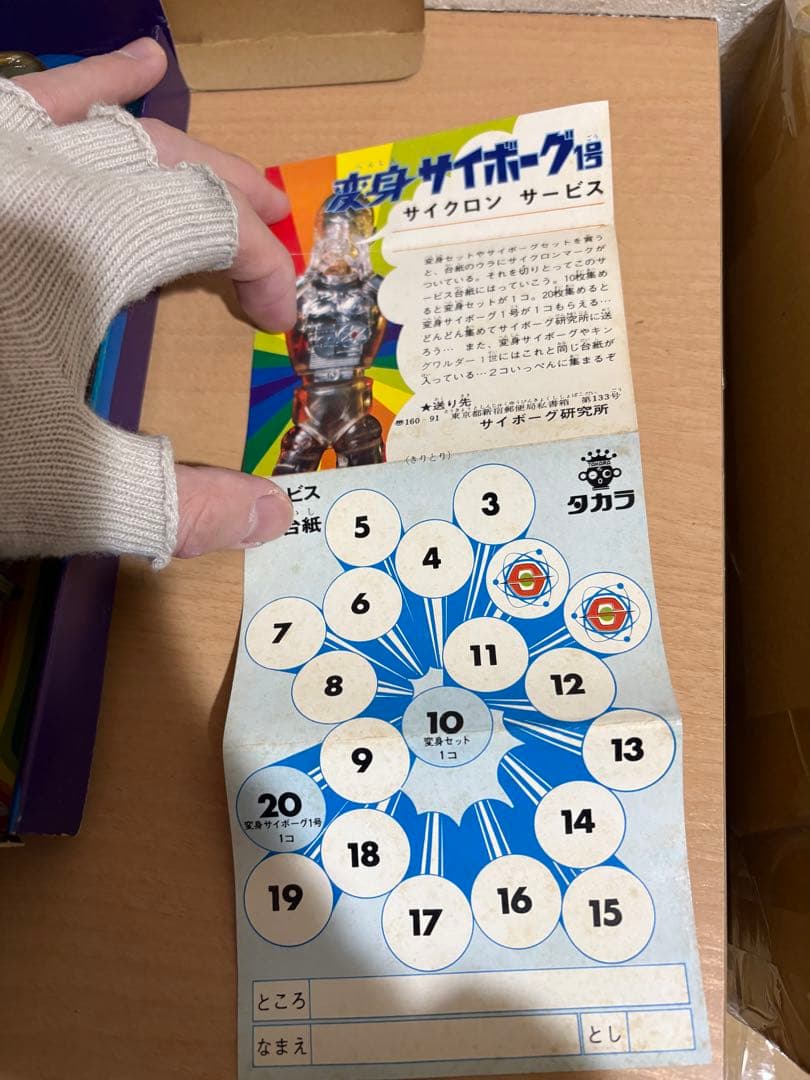 変身サイボーグ1号
サイクロン サービス
変身セットやサイボーグセットを買う
と、台紙のウラにサイクロンマークが
ついている。それを切りとってこのサ
ービス台紙にはっていこう。10枚集め
ると変身セットが1コ。20枚集めると
変身サイボーグ1号が1コもらえる…
どんどん集めてサイボーグ研究所に送
ろう… また、変身サイボーグやキン
グワルダー1世にはこれと同じ台紙が
入っている…2コいっぺんに集まるぞ
★送り先
〠160-91 東京都新宿郵便局私書箱 第133号
サイボーグ研究所
(きりとり)
ビス
台紙
TAKARA
タカラ
3
5
4
6
7
11
8
12
10
変身セット
1コ
13
9
20
変身サイボーグ1号
1コ
14
18
19
17
16
15
ところ
なまえ
とし